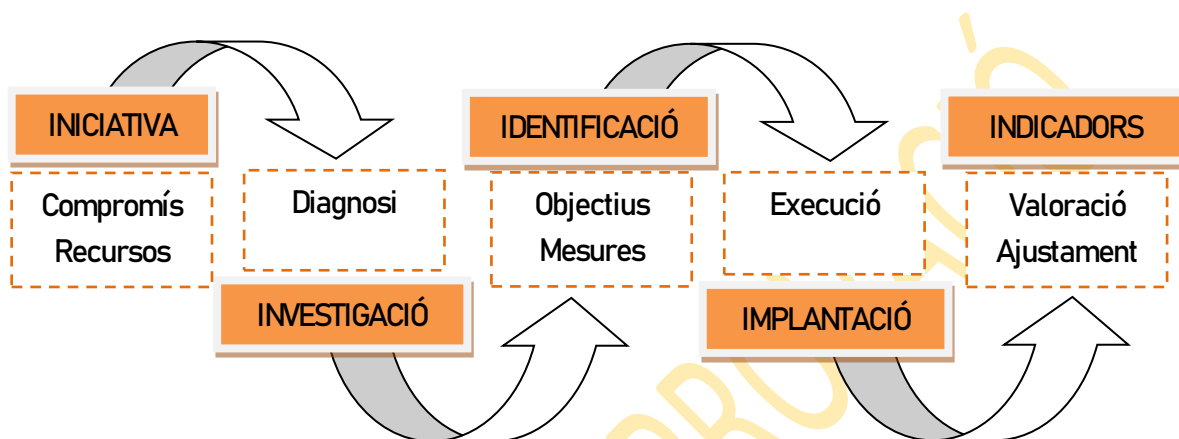 INICIATIVA
Compromís
Recursos
Diagnosi
INVESTIGACIÓ
IDENTIFICACIÓ
Objectius
Mesures
Execució
IMPLANTACIÓ
INDICADORS
Valoració
Ajustament